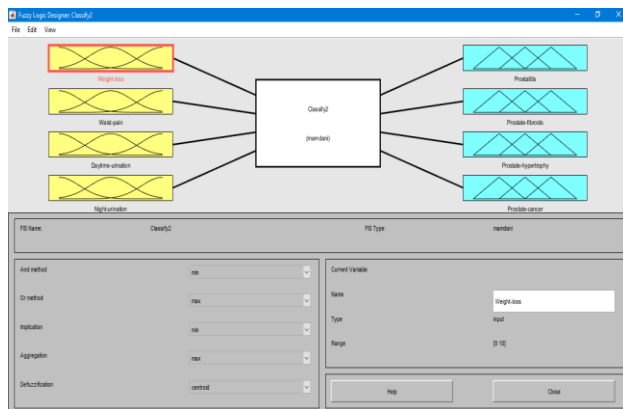 Fuzzy Logic Designer: Classify2
File Edit View
Weight-loss
Waist-pain
Daytime-urination
Night-urination
Classify2
(mamdani)
Prostatitis
Prostate-fibroids
Prostate-hypertrophy
Prostate-cancer
FIS Name: Classify2 FIS Type: mamdani
And method min
Or method max
Implication min
Aggregation max
Defuzzification centroid
Current Variable
Name Weight-loss
Type input
Range [0 10]
Help Close